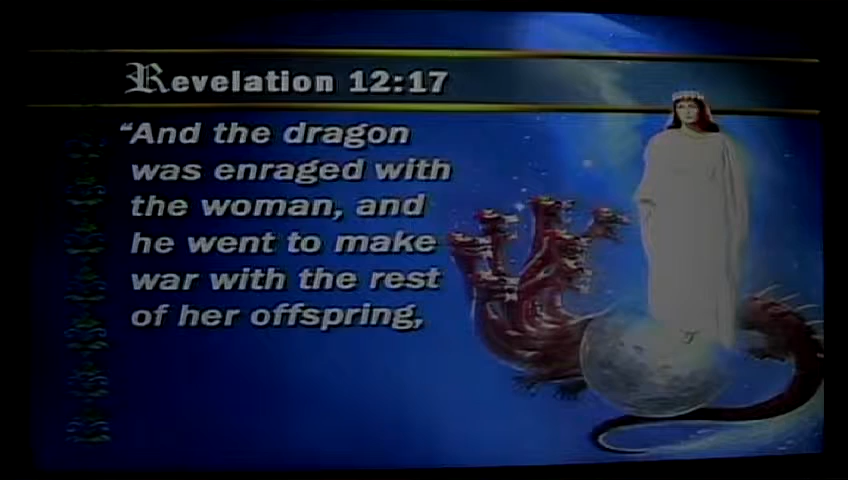 Revelation 12:17
“And the dragon
was enraged with
the woman, and
he went to make
war with the rest
of her offspring,